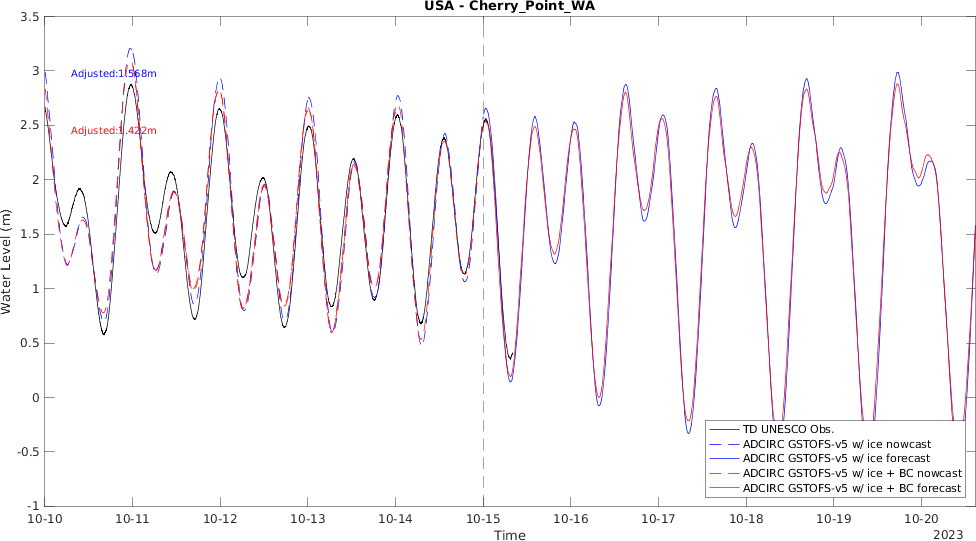 USA - Cherry_Point_WA
3.5
3
2.5
2
1.5
1
0.5
0
-0.5
-1
Water Level (m)
Adjusted:1.568m
Adjusted:1.422m
TD UNESCO Obs.
ADCIRC GSTOFS-v5 w/ ice nowcast
ADCIRC GSTOFS-v5 w/ ice forecast
ADCIRC GSTOFS-v5 w/ ice + BC nowcast
ADCIRC GSTOFS-v5 w/ ice + BC forecast
10-10 10-11 10-12 10-13 10-14 10-15 10-16 10-17 10-18 10-19 10-20
Time
2023